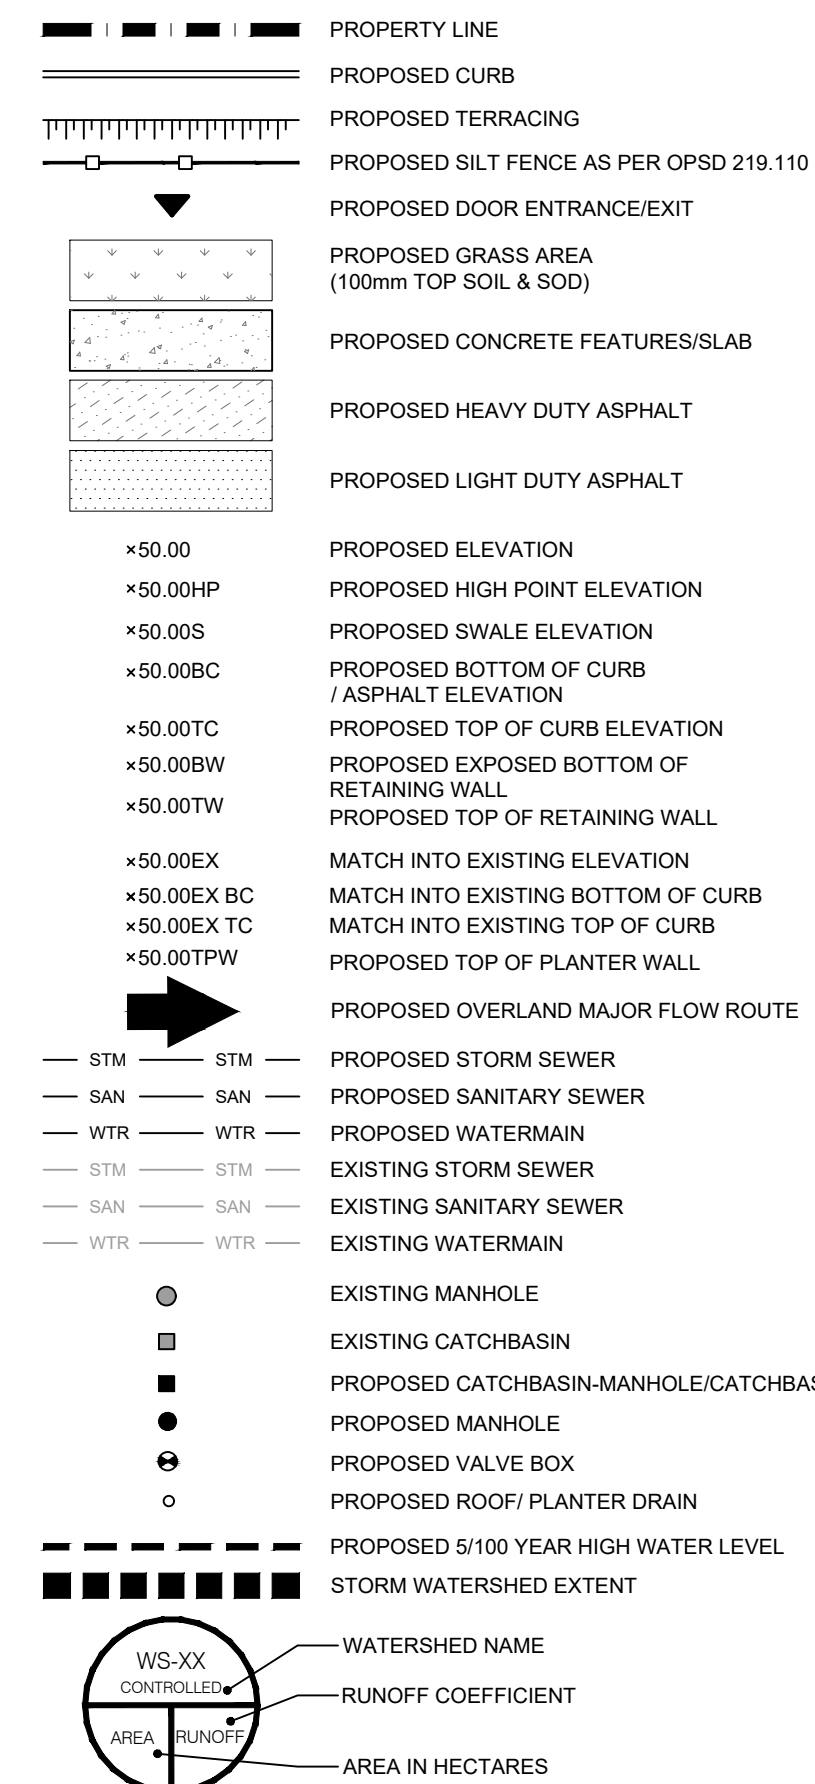 PROPERTY LINE
PROPOSED CURB
PROPOSED TERRACING
PROPOSED SILT FENCE AS PER OPSD 219.110
PROPOSED DOOR ENTRANCE/EXIT
PROPOSED GRASS AREA
(100mm TOP SOIL & SOD)
PROPOSED CONCRETE FEATURES/SLAB
PROPOSED HEAVY DUTY ASPHALT
PROPOSED LIGHT DUTY ASPHALT
×50.00 PROPOSED ELEVATION
×50.00HP PROPOSED HIGH POINT ELEVATION
×50.00S PROPOSED SWALE ELEVATION
×50.00BC PROPOSED BOTTOM OF CURB
/ ASPHALT ELEVATION
×50.00TC PROPOSED TOP OF CURB ELEVATION
×50.00BW PROPOSED EXPOSED BOTTOM OF
RETAINING WALL
×50.00TW PROPOSED TOP OF RETAINING WALL
×50.00EX MATCH INTO EXISTING ELEVATION
×50.00EX BC MATCH INTO EXISTING BOTTOM OF CURB
×50.00EX TC MATCH INTO EXISTING TOP OF CURB
×50.00TPW PROPOSED TOP OF PLANTER WALL
PROPOSED OVERLAND MAJOR FLOW ROUTE
STM STM PROPOSED STORM SEWER
SAN SAN PROPOSED SANITARY SEWER
WTR WTR PROPOSED WATERMAIN
STM STM EXISTING STORM SEWER
SAN SAN EXISTING SANITARY SEWER
WTR WTR EXISTING WATERMAIN
EXISTING MANHOLE
EXISTING CATCHBASIN
PROPOSED CATCHBASIN-MANHOLE/CATCHBAS
PROPOSED MANHOLE
PROPOSED VALVE BOX
PROPOSED ROOF/ PLANTER DRAIN
PROPOSED 5/100 YEAR HIGH WATER LEVEL
STORM WATERSHED EXTENT
WS-XX WATERSHED NAME
CONTROLLED
RUNOFF COEFFICIENT
AREA RUNOFF
AREA IN HECTARES